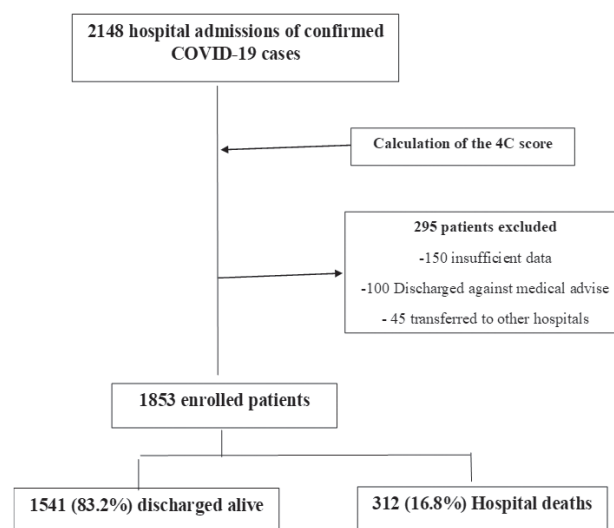 2148 hospital admissions of confirmed
COVID-19 cases
Calculation of the 4C score
295 patients excluded
-150 insufficient data
-100 Discharged against medical advise
- 45 transferred to other hospitals
1853 enrolled patients
1541 (83.2%) discharged alive
312 (16.8%) Hospital deaths